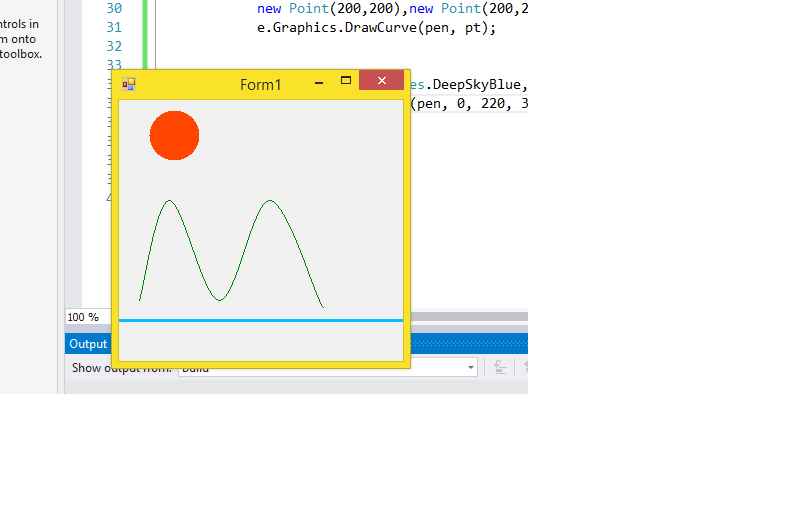 30 new Point(200,200),new Point(200,2
ntrols in
31 e.Graphics.DrawCurve(pen, pt);
m onto
32
toolbox.
33
Form1
es.DeepSkyBlue,
(pen, 0, 220, 3
100 %
Output
Show output from: Build